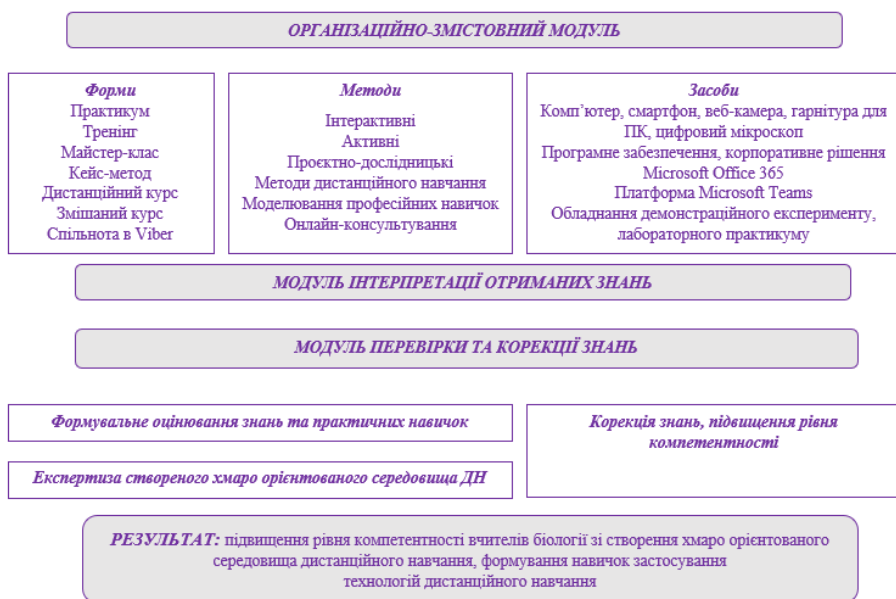 ОРГАНІЗАЦІЙНО-ЗМІСТОВНИЙ МОДУЛЬ
Форми
Практикум
Тренінг
Майстер-клас
Кейс-метод
Дистанційний курс
Змішаний курс
Спільнота в Viber
Методи
Інтерактивні
Активні
Проєктно-дослідницькі
Методи дистанційного навчання
Моделювання професійних навичок
Онлайн-консультування
Засоби
Комп’ютер, смартфон, веб-камера, гарнітура для
ПК, цифровий мікроскоп
Програмне забезпечення, корпоративне рішення
Microsoft Office 365
Платформа Microsoft Teams
Обладнання демонстраційного експерименту,
лабораторного практикуму
МОДУЛЬ ІНТЕРПРЕТАЦІЇ ОТРИМАНИХ ЗНАНЬ
МОДУЛЬ ПЕРЕВІРКИ ТА КОРЕКЦІЇ ЗНАНЬ
Формувальне оцінювання знань та практичних навичок
Експертиза створеного хмаро орієнтованого середовища ДН
Корекція знань, підвищення рівня
компетентності
РЕЗУЛЬТАТ: підвищення рівня компетентності вчителів біології зі створення хмаро орієнтованого
середовища дистанційного навчання, формування навичок застосування
технологій дистанційного навчання